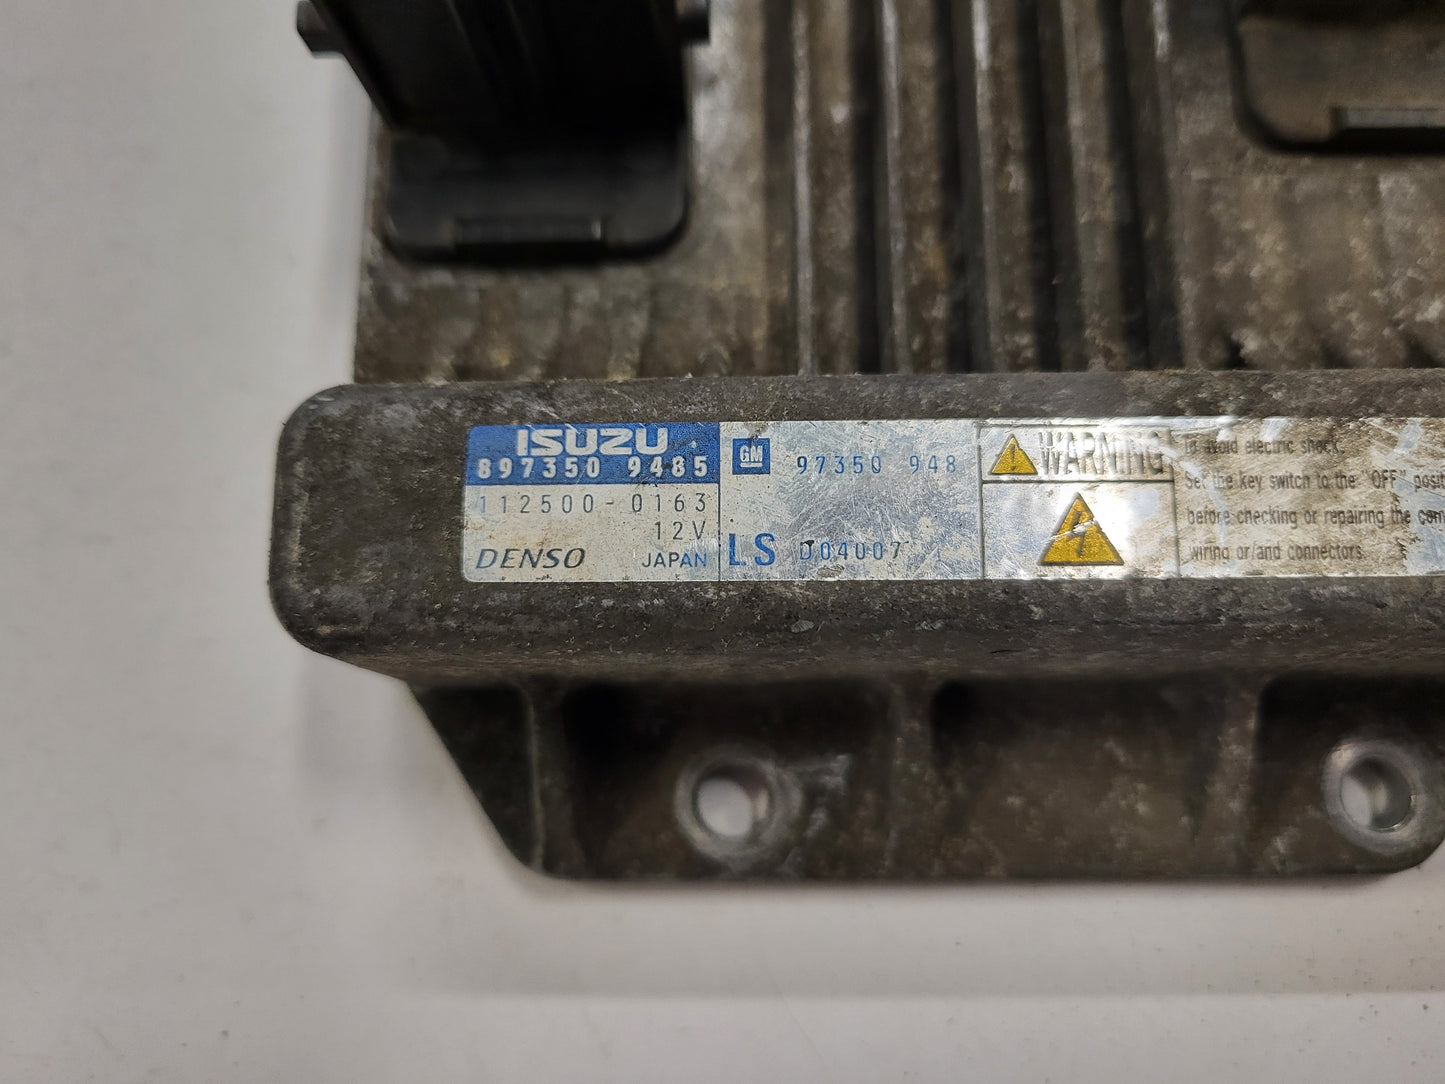 ISUZU
897350 9485
112500-0163
12V
DENSO JAPAN
GM 97350 948
LS D04007
WARNING
To avoid electric shock,
Set the key switch to the "OFF"
before checking or repairing the
wiring or/and connectors.